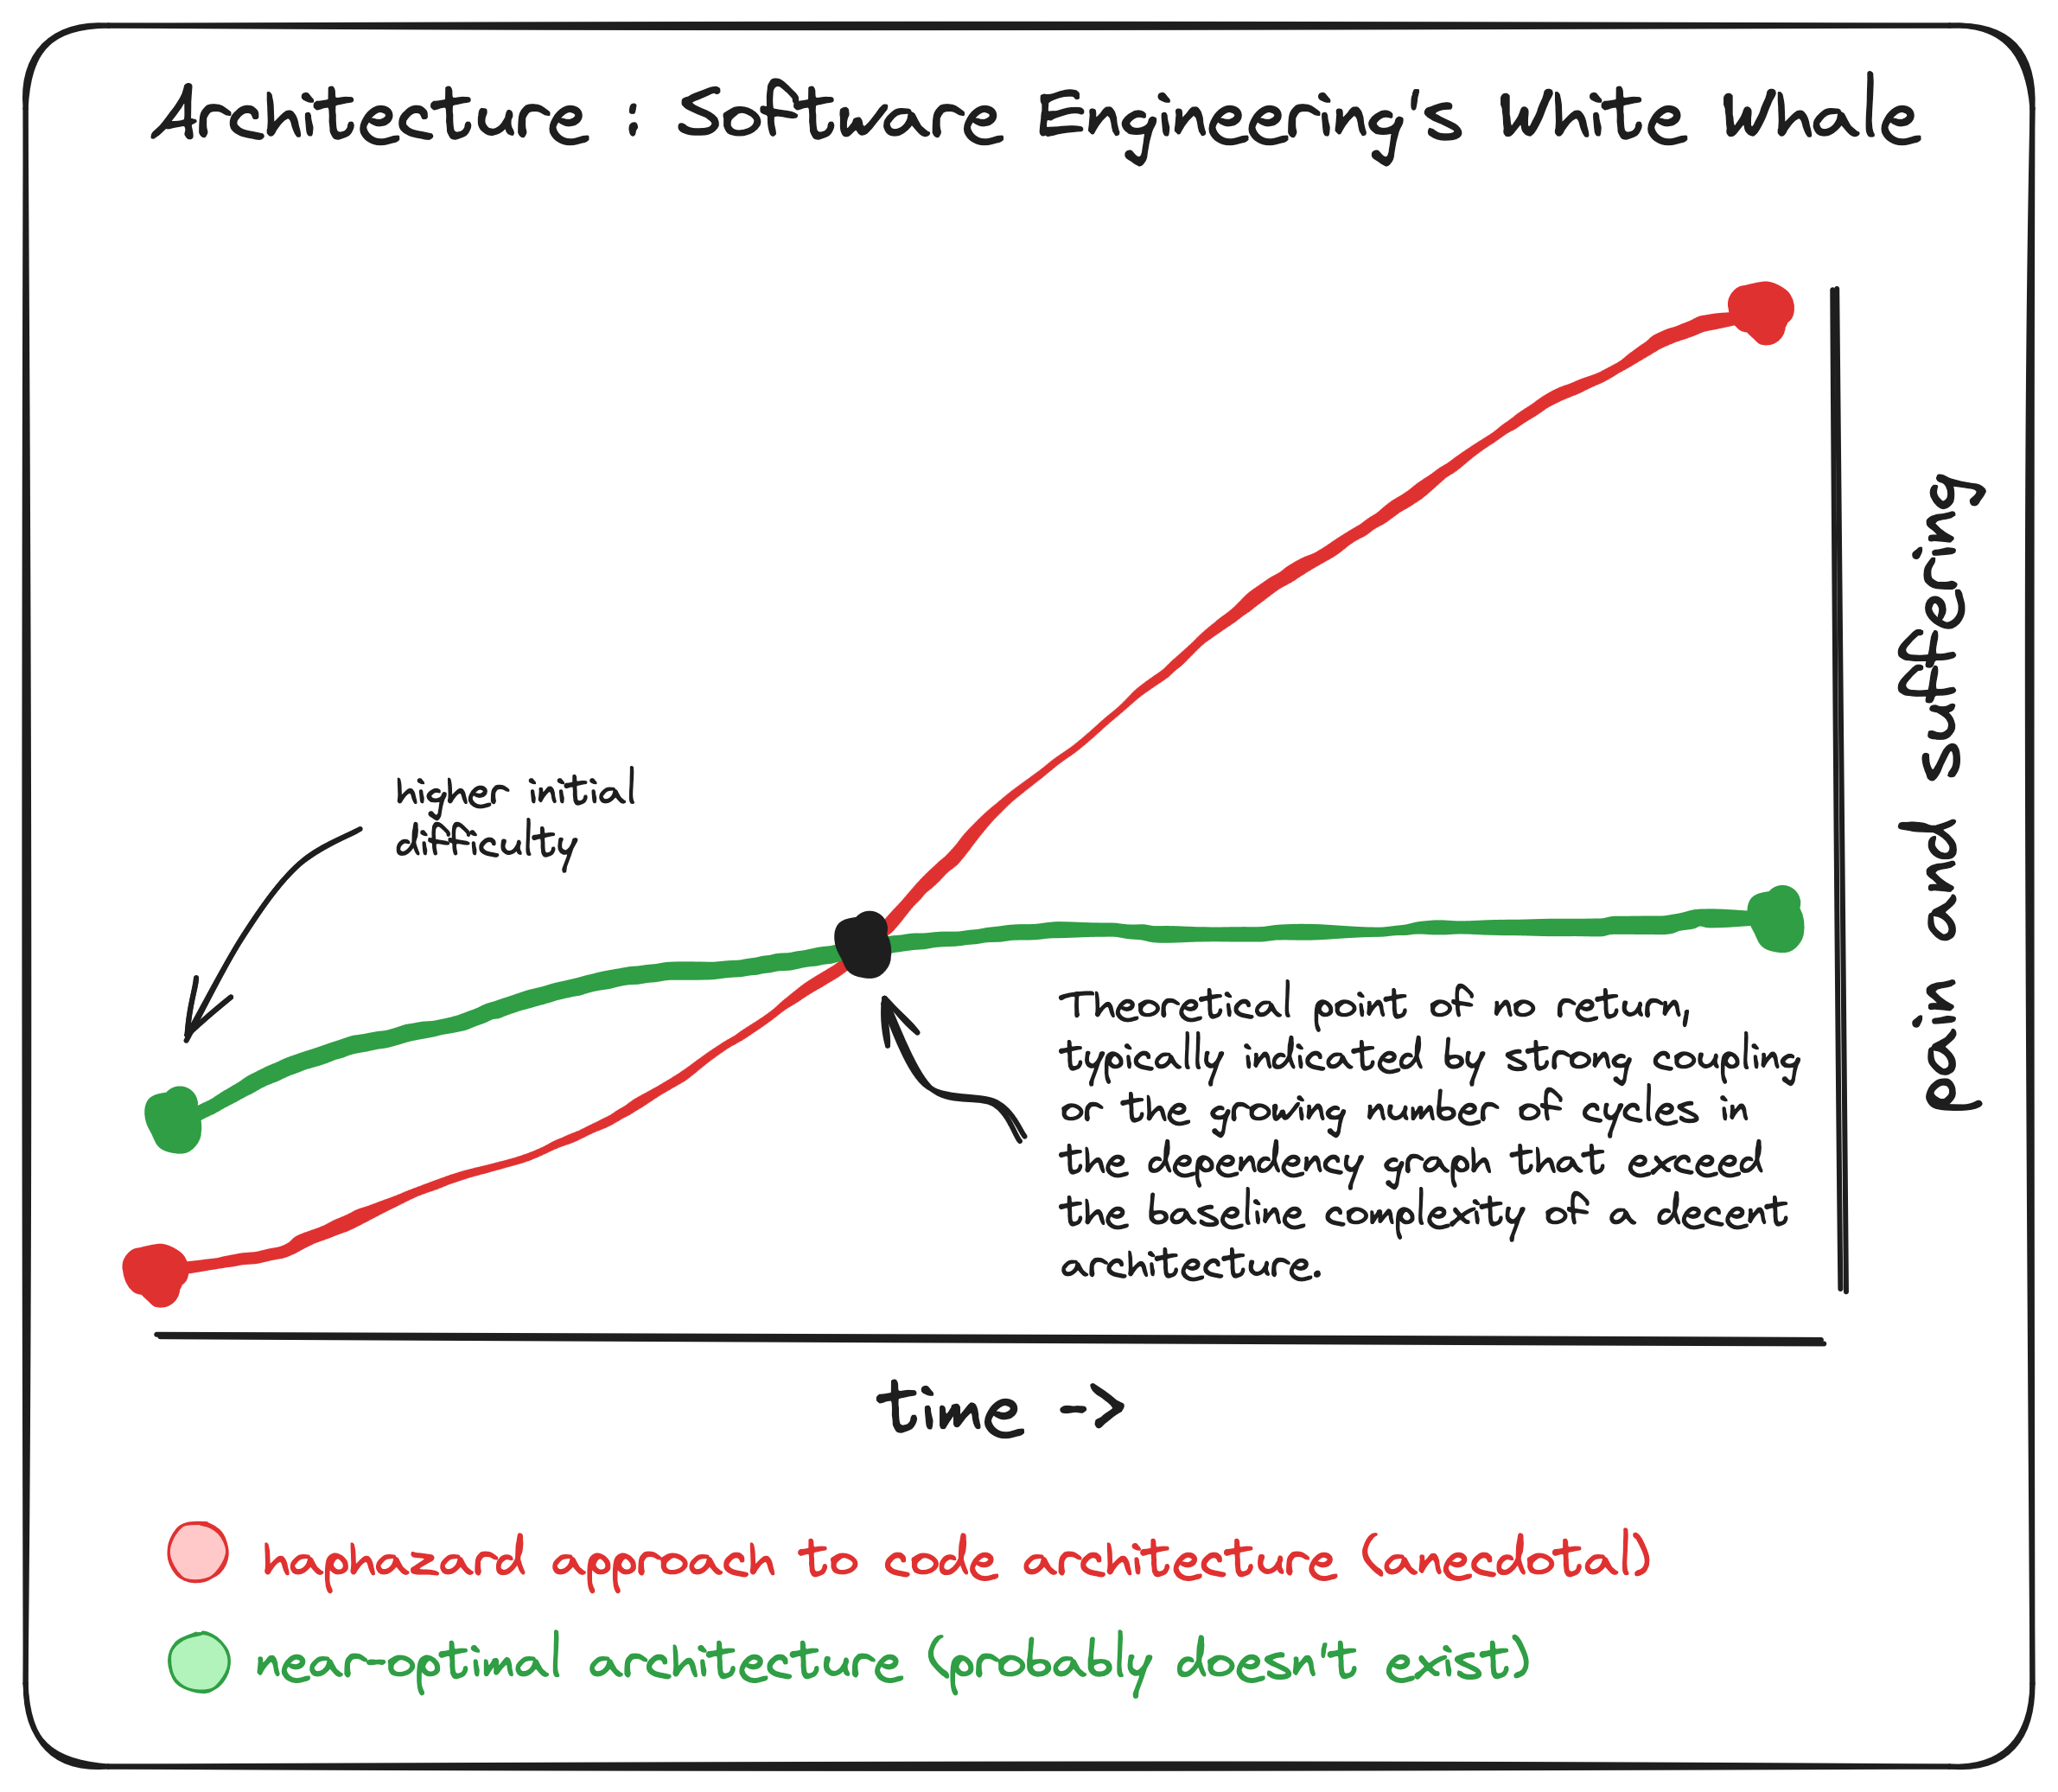 Architecture : Software Engineering's White Whale
higher initial
difficulty
Theoretical point of no return,
typically indicated by strong coupling
or the growing number of cycles in
the dependency graph that exceed
the baseline complexity of a decent
architecture.
pain and suffering
time ->
haphazard approach to code architecture (anecdotal)
near-optimal architecture (probably doesn't exist)